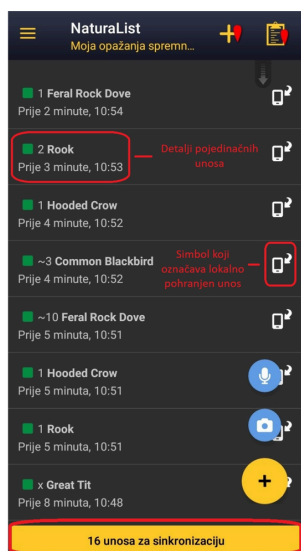 NaturaList
Moja opažanja spremn...
1 Feral Rock Dove
Prije 2 minute, 10:54
2 Rook
Prije 3 minute, 10:53
Detalji pojedinačnih
unosa
1 Hooded Crow
Prije 4 minute, 10:52
~3 Common Blackbird
Prije 4 minute, 10:52
Simbol koji
označava lokalno
pohranjen unos
~10 Feral Rock Dove
Prije 5 minuta, 10:51
1 Hooded Crow
Prije 5 minuta, 10:51
1 Rook
Prije 5 minuta, 10:51
x Great Tit
Prije 8 minuta, 10:48
16 unosa za sinkronizaciju